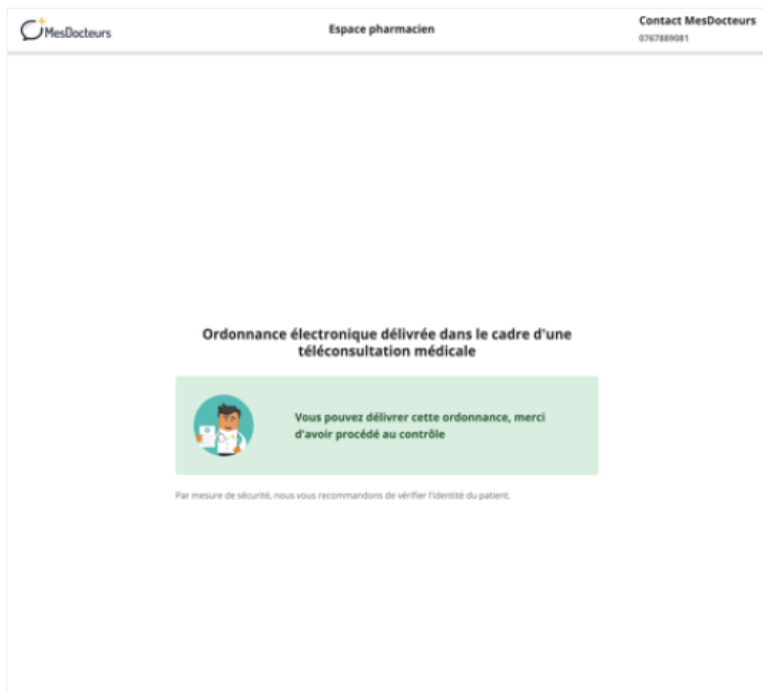 MesDocteurs
Espace pharmacien
Contact MesDocteurs
0767889081
Ordonnance électronique délivrée dans le cadre d'une
téléconsultation médicale
Vous pouvez délivrer cette ordonnance, merci
d'avoir procédé au contrôle
Par mesure de sécurité, nous vous recommandons de vérifier l'identité du patient.